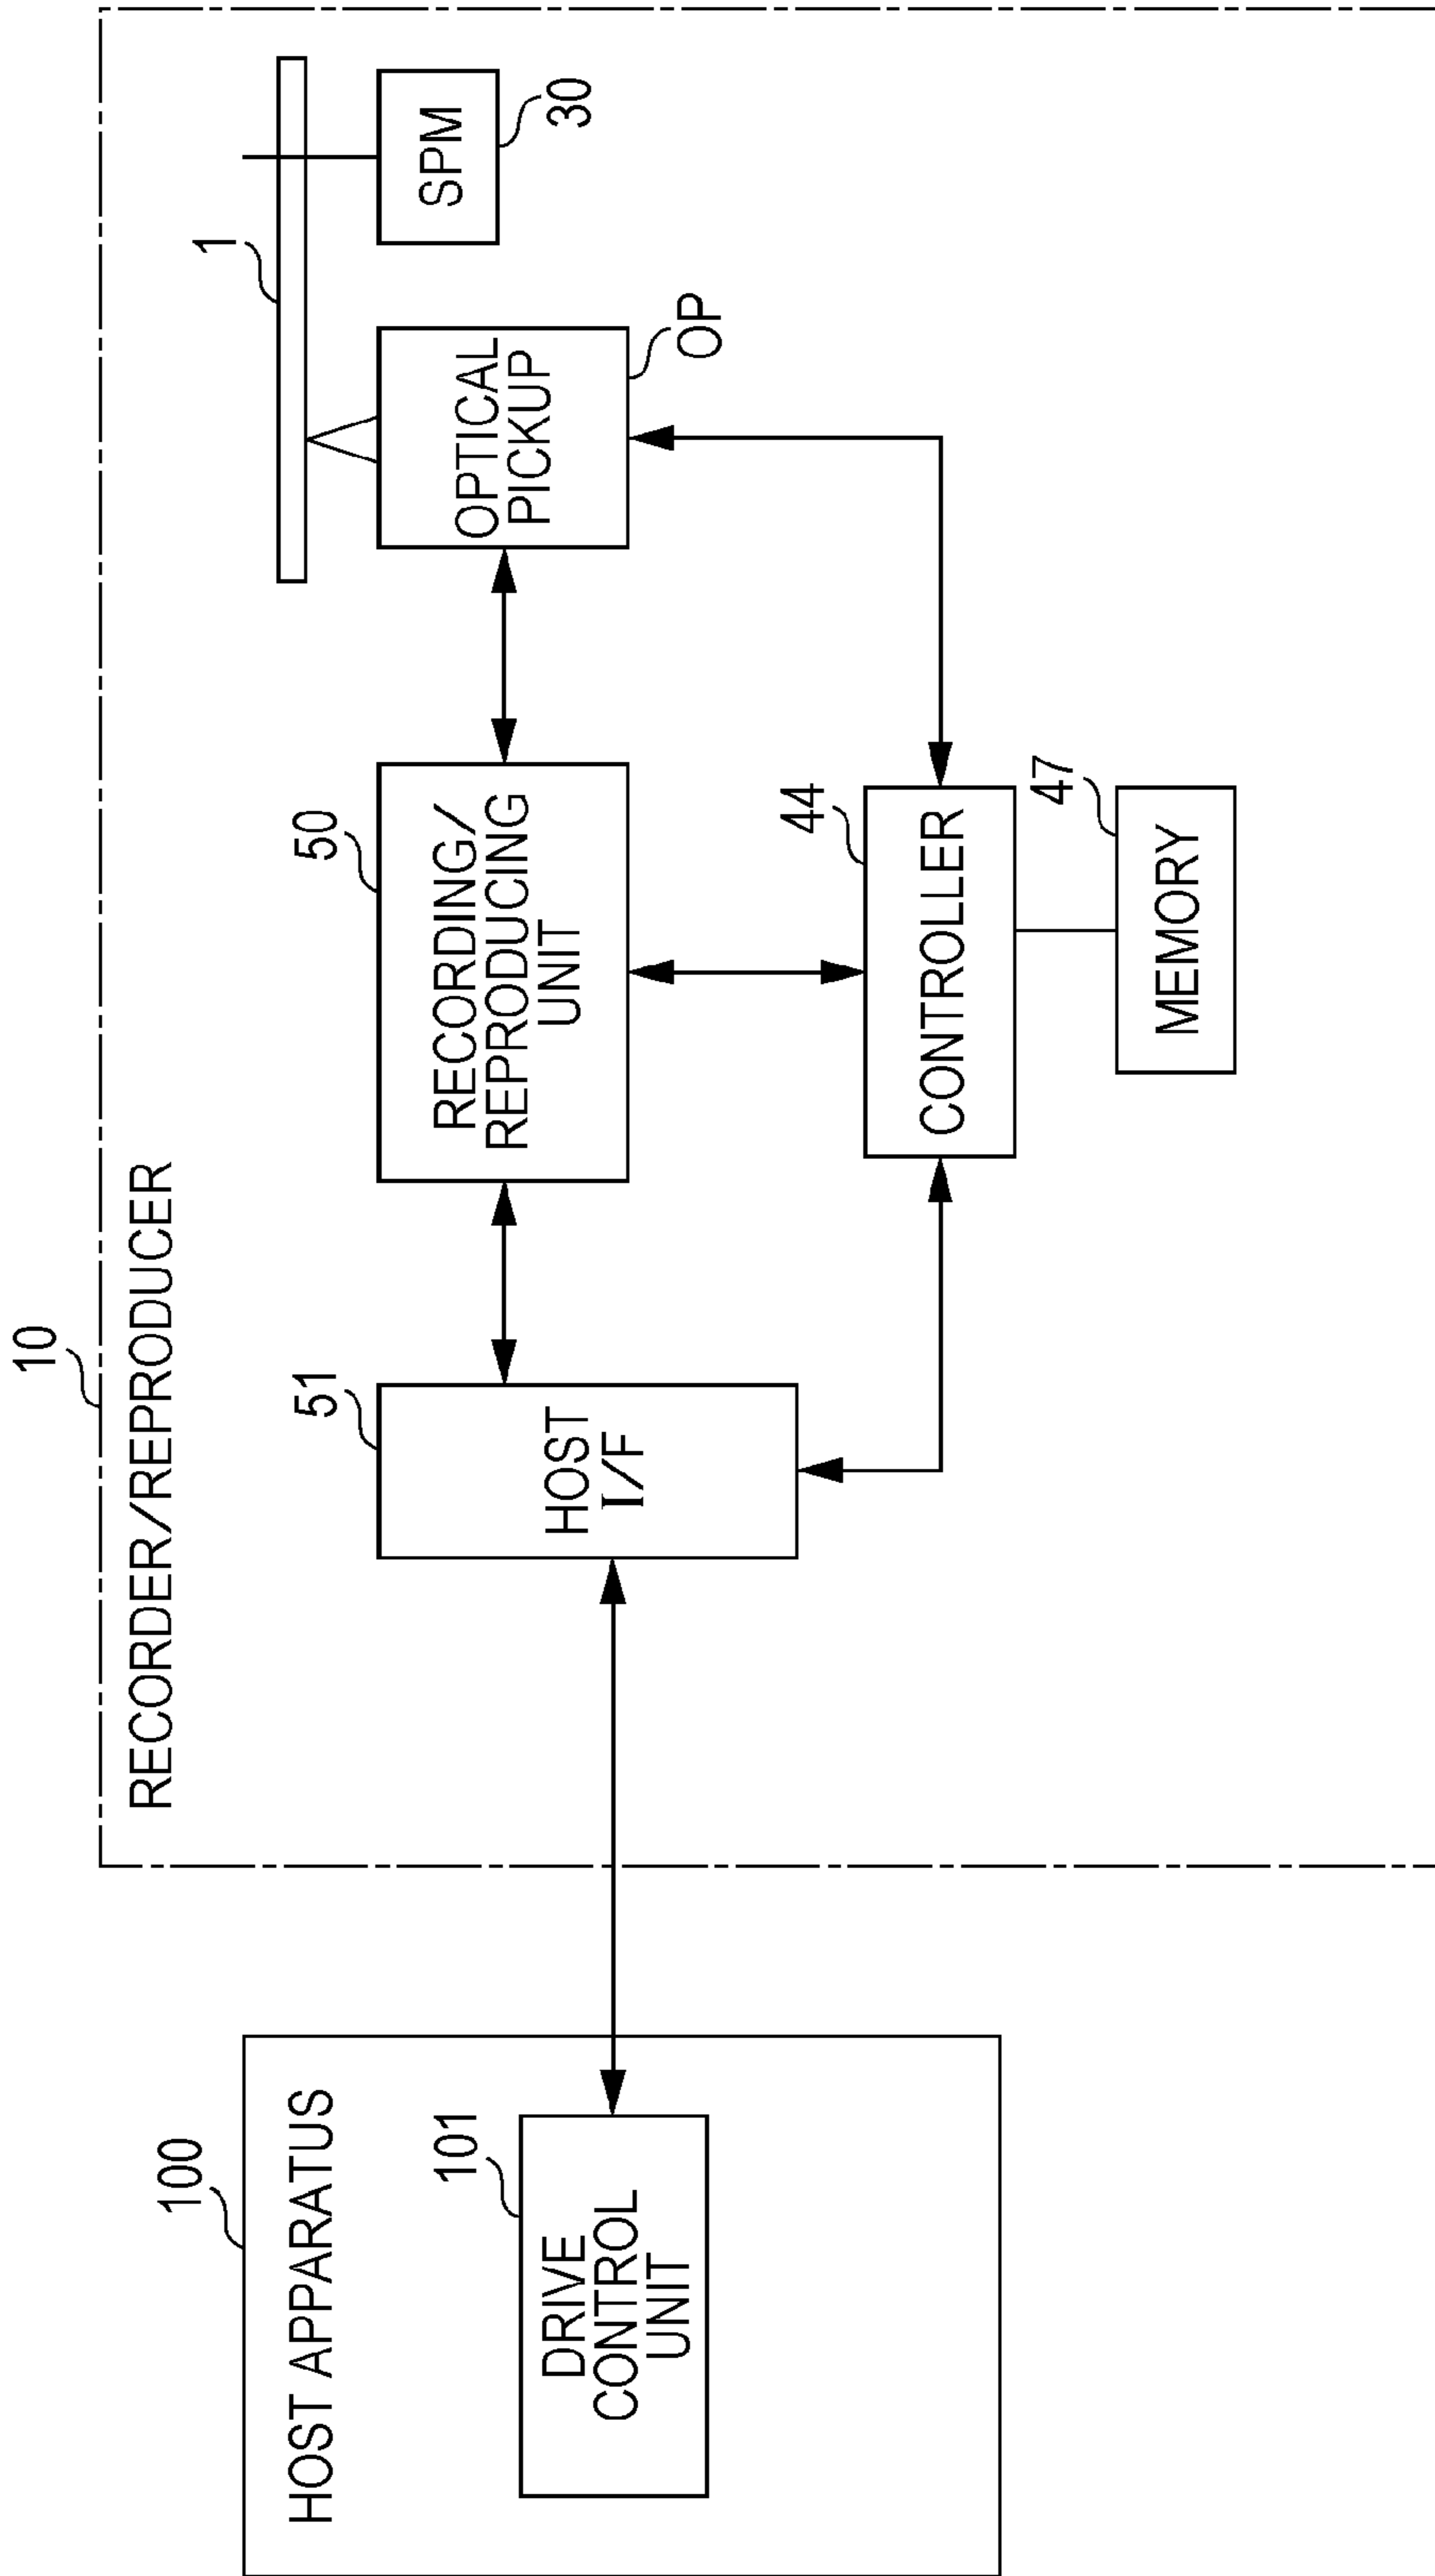 10
RECORDER/REPRODUCER
1
SPM
30
OPTICAL
PICKUP
OP
50
RECORDING/
REPRODUCING
UNIT
51
HOST
I/F
44
CONTROLLER
47
MEMORY
100
HOST APPARATUS
101
DRIVE
CONTROL
UNIT